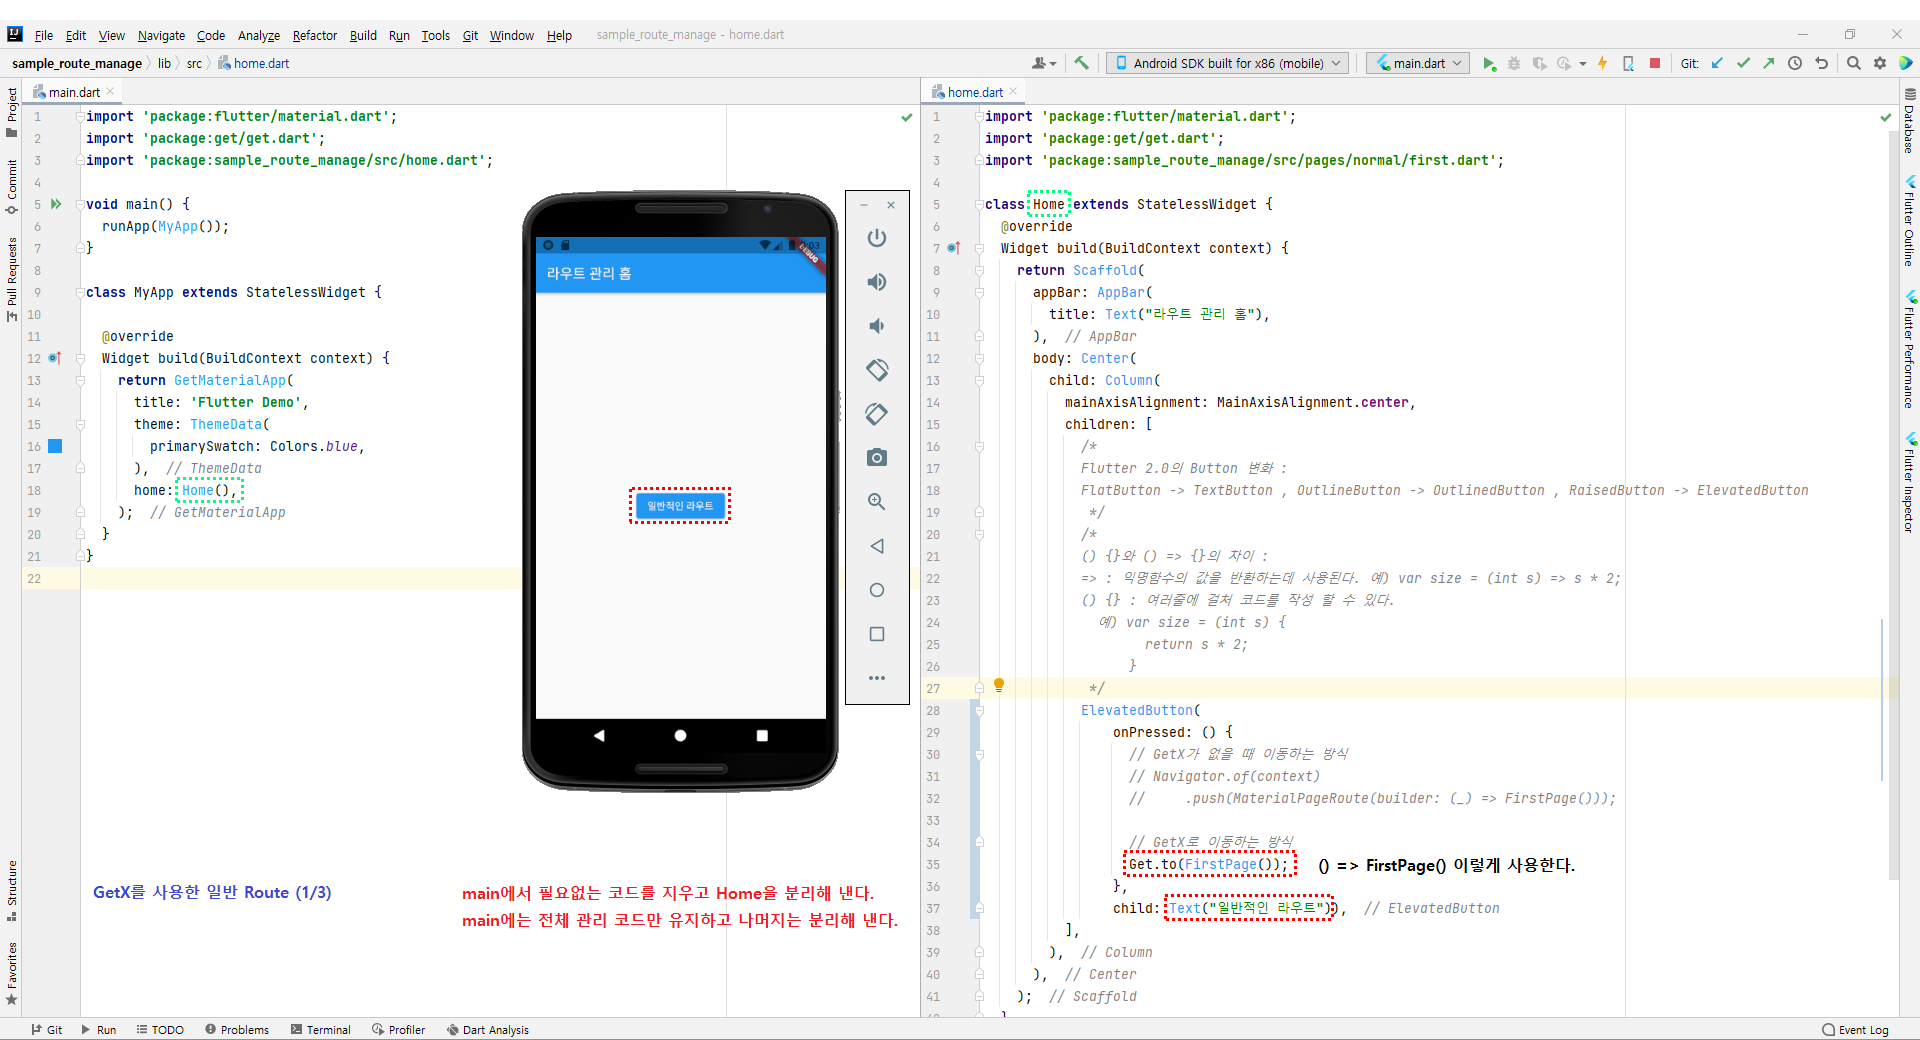 File Edit View Navigate Code Analyze Refactor Build Run Tools Git Window Help sample_route_manage - home.dart
sample_route_manage lib src home.dart
Android SDK built for x86 (mobile) main.dart Git:
Project
Commit
Pull Requests
Structure
Favorites
main.dart
1 import 'package:flutter/material.dart';
2 import 'package:get/get.dart';
3 import 'package:sample_route_manage/src/home.dart';
4
5 void main() {
6 runApp(MyApp());
7 }
8
9 class MyApp extends StatelessWidget {
10
11 @override
12 Widget build(BuildContext context) {
13 return GetMaterialApp(
14 title: 'Flutter Demo',
15 theme: ThemeData(
16 primarySwatch: Colors.blue,
17 ), // ThemeData
18 home: Home(),
19 ); // GetMaterialApp
20 }
21 }
22
DEBUG
라우트 관리 홈
일반적인 라우트
GetX를 사용한 일반 Route (1/3)
main에서 필요없는 코드를 지우고 Home을 분리해 낸다.
main에는 전체 관리 코드만 유지하고 나머지는 분리해 낸다.
home.dart
1 import 'package:flutter/material.dart';
2 import 'package:get/get.dart';
3 import 'package:sample_route_manage/src/pages/normal/first.dart';
4
5 class Home extends StatelessWidget {
6 @override
7 Widget build(BuildContext context) {
8 return Scaffold(
9 appBar: AppBar(
10 title: Text("라우트 관리 홈"),
11 ), // AppBar
12 body: Center(
13 child: Column(
14 mainAxisAlignment: MainAxisAlignment.center,
15 children: [
16 /*
17 Flutter 2.0의 Button 변화 :
18 FlatButton -> TextButton , OutlineButton -> OutlinedButton , RaisedButton -> ElevatedButton
19 */
20 /*
21 () {}와 () => {}의 차이 :
22 => : 익명함수의 값을 반환하는데 사용된다. 예) var size = (int s) => s * 2;
23 () {} : 여러줄에 걸처 코드를 작성 할 수 있다.
24 예) var size = (int s) {
25 return s * 2;
26 }
27 */
28 ElevatedButton(
29 onPressed: () {
30 // GetX가 없을 때 이동하는 방식
31 // Navigator.of(context)
32 // .push(MaterialPageRoute(builder: (_) => FirstPage()));
33
34 // GetX로 이동하는 방식
35 Get.to(FirstPage()); () => FirstPage() 이렇게 사용한다.
36 },
37 child: Text("일반적인 라우트")), // ElevatedButton
38 ],
39 ), // Column
40 ), // Center
41 ); // Scaffold
Database
Flutter Outline
Flutter Performance
Flutter Inspector
Git Run TODO Problems Terminal Profiler Dart Analysis Event Log